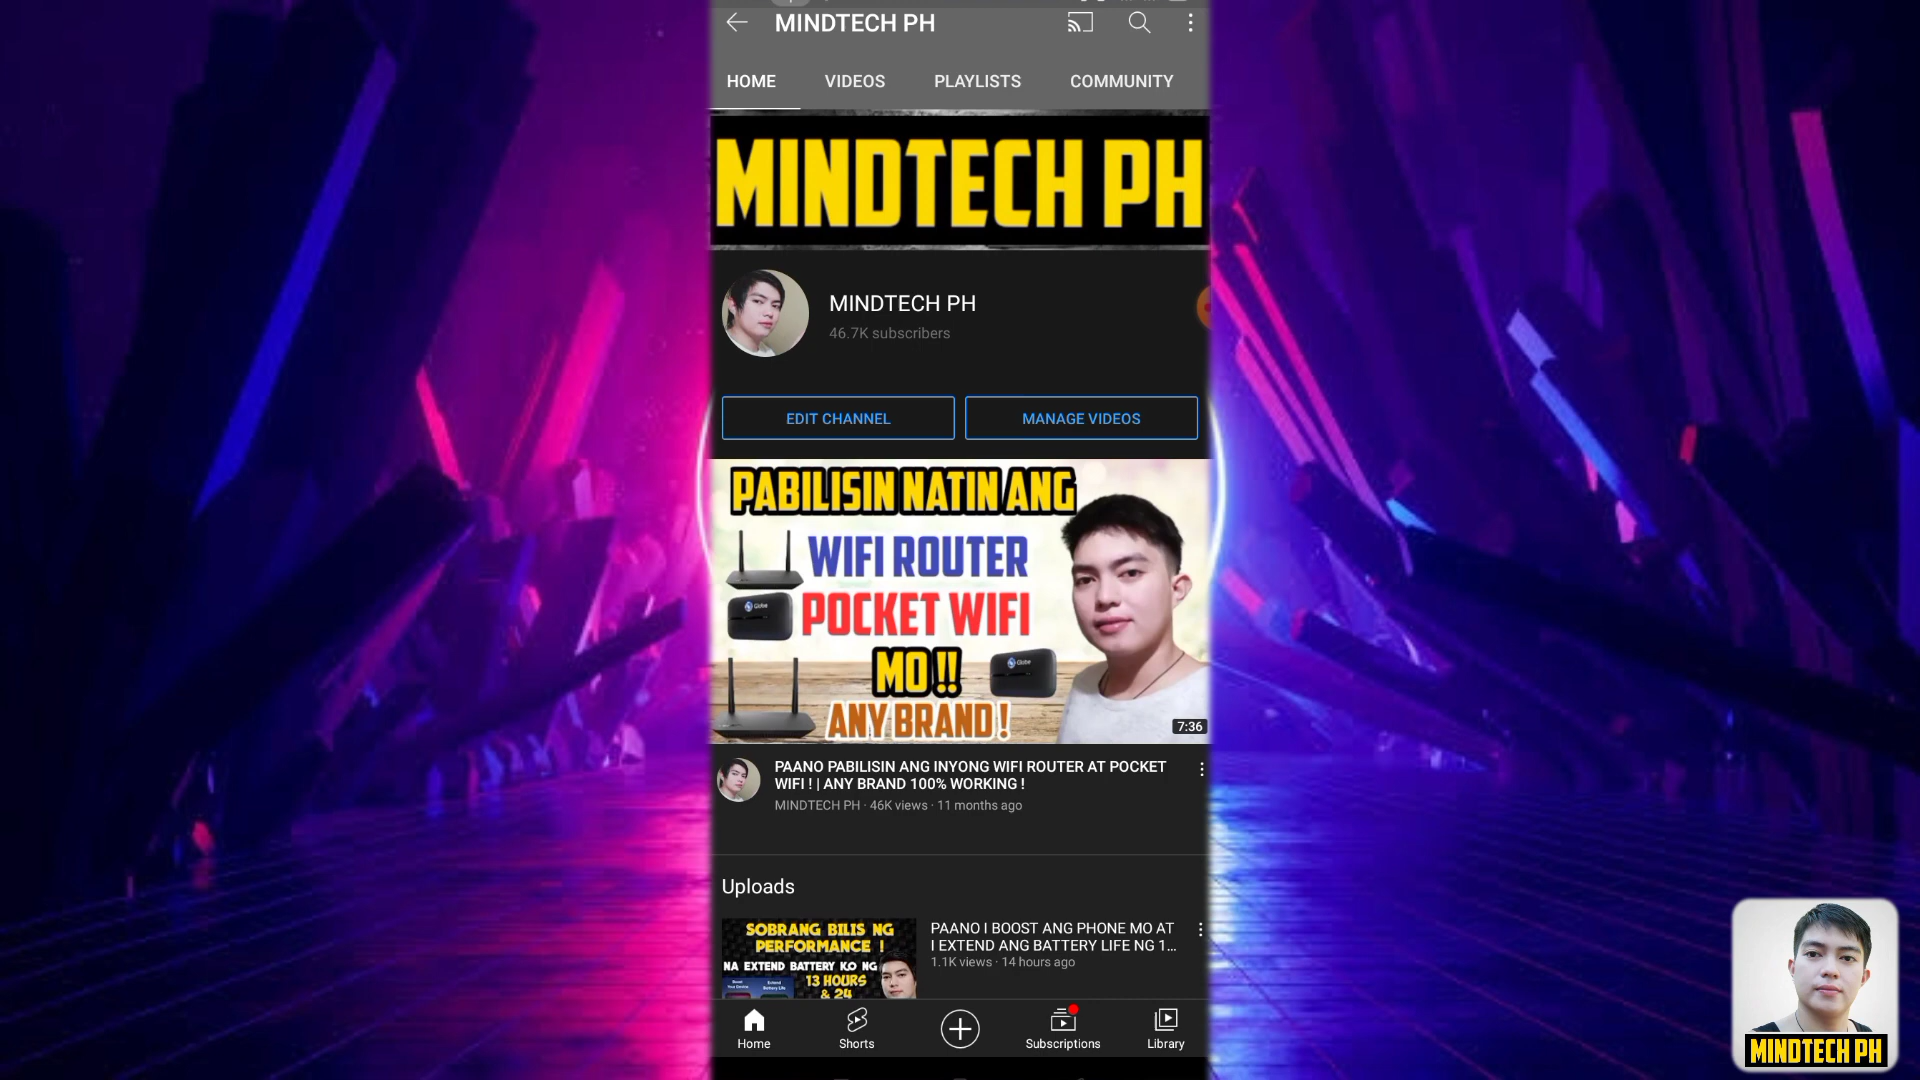 MINDTECH PH
HOME VIDEOS PLAYLISTS COMMUNITY
MINDTECH PH
MINDTECH PH
46.7K subscribers
EDIT CHANNEL MANAGE VIDEOS
PABILISIN NATIN ANG
WIFI ROUTER
Globe
POCKET WIFI
MO !!
Globe
ANY BRAND !
7:36
PAANO PABILISIN ANG INYONG WIFI ROUTER AT POCKET
WIFI ! | ANY BRAND 100% WORKING !
MINDTECH PH · 46K views · 11 months ago
Uploads
SOBRANG BILIS NG
PERFORMANCE !
NA EXTEND BATTERY KO NG
13 HOURS
& 24
PAANO I BOOST ANG PHONE MO AT
I EXTEND ANG BATTERY LIFE NG 1...
1.1K views · 14 hours ago
Home Shorts Subscriptions Library
MINDTECH PH